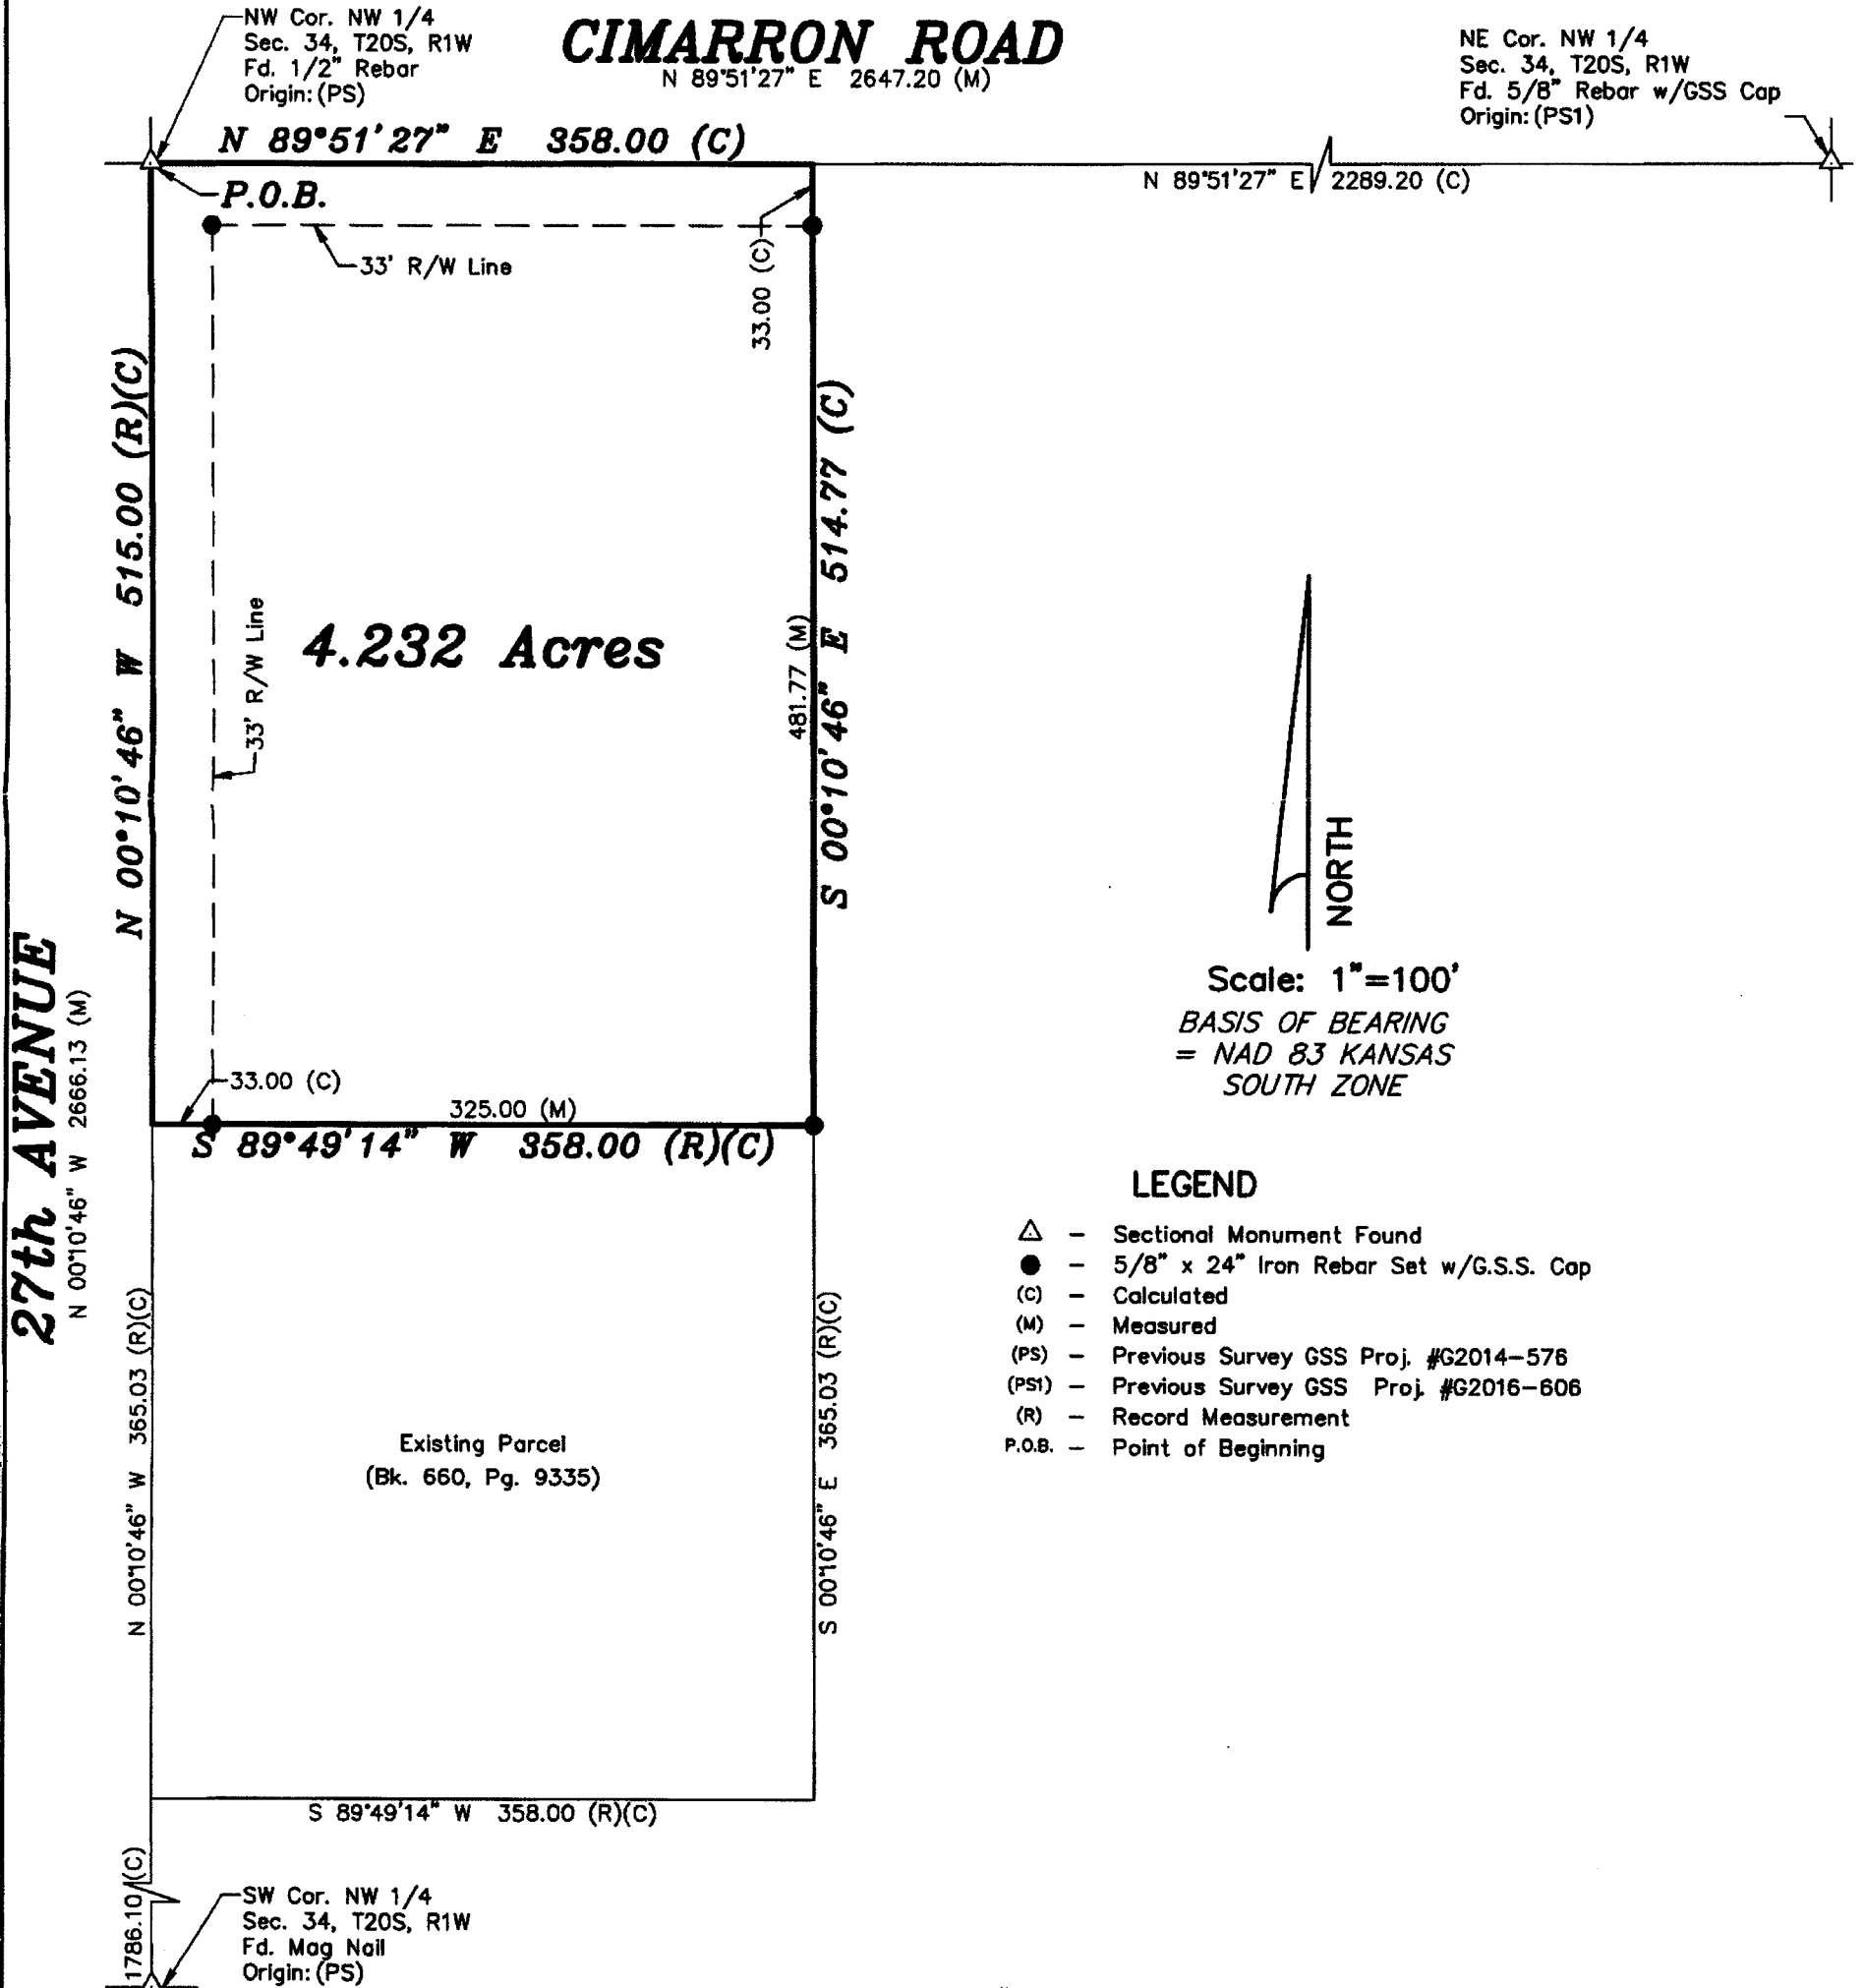 NW Cor. NW 1/4
Sec. 34, T20S, R1W
Fd. 1/2" Rebar
Origin: (PS)
CIMARRON ROAD
N 89°51'27" E 2647.20 (M)
NE Cor. NW 1/4
Sec. 34, T20S, R1W
Fd. 5/8" Rebar w/GSS Cap
Origin: (PS1)
N 89°51'27" E 358.00 (C)
N 89°51'27" E 2289.20 (C)
P.O.B.
33' R/W Line
33.00 (C)
N 00°10'46" W 515.00 (R)(C)
33' R/W Line
4.232 Acres
481.77 (M)
S 00°10'46" E 514.77 (C)
NORTH
Scale: 1"=100'
BASIS OF BEARING
= NAD 83 KANSAS
SOUTH ZONE
27th AVENUE
N 00°10'46" W 2666.13 (M)
33.00 (C)
325.00 (M)
S 89°49'14" W 358.00 (R)(C)
LEGEND
△ – Sectional Monument Found
● – 5/8" x 24" Iron Rebar Set w/G.S.S. Cap
(C) – Calculated
(M) – Measured
(PS) – Previous Survey GSS Proj. #G2014–576
(PS1) – Previous Survey GSS Proj. #G2016–606
(R) – Record Measurement
P.O.B. – Point of Beginning
N 00°10'46" W 365.03 (R)(C)
Existing Parcel
(Bk. 660, Pg. 9335)
S 00°10'46" E 365.03 (R)(C)
S 89°49'14" W 358.00 (R)(C)
1786.10 (C)
SW Cor. NW 1/4
Sec. 34, T20S, R1W
Fd. Mag Nail
Origin: (PS)